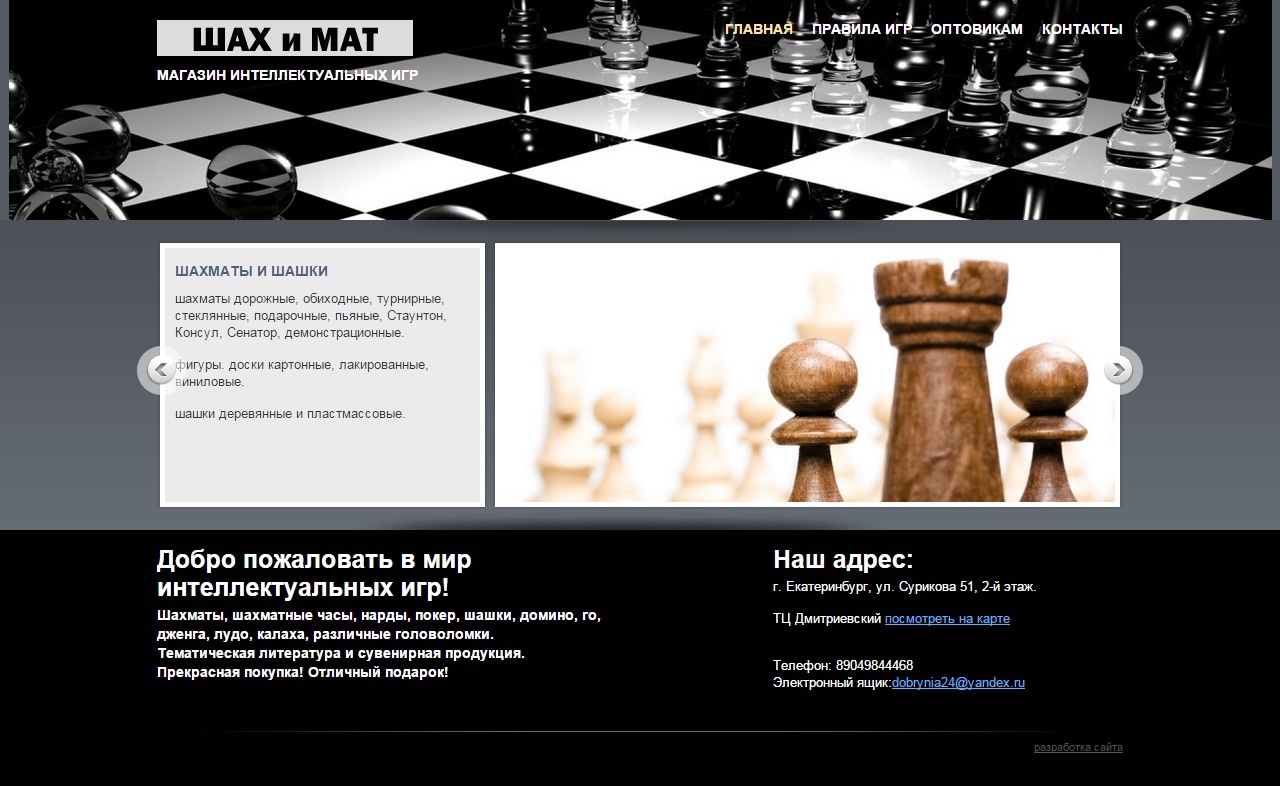 ШАХ и МАТ
МАГАЗИН ИНТЕЛЛЕКТУАЛЬНЫХ ИГР
ГЛАВНАЯ ПРАВИЛА ИГР ОПТОВИКАМ КОНТАКТЫ
ШАХМАТЫ И ШАШКИ
шахматы дорожные, обиходные, турнирные,
стеклянные, подарочные, пьяные, Стаунтон,
Консул, Сенатор, демонстрационные.
фигуры. доски картонные, лакированные,
виниловые.
шашки деревянные и пластмассовые.
Добро пожаловать в мир
интеллектуальных игр!
Шахматы, шахматные часы, нарды, покер, шашки, домино, го,
дженга, лудо, калаха, различные головоломки.
Тематическая литература и сувенирная продукция.
Прекрасная покупка! Отличный подарок!
Наш адрес:
г. Екатеринбург, ул. Сурикова 51, 2-й этаж.
ТЦ Дмитриевский посмотреть на карте
Телефон: 89049844468
Электронный ящик:dobrynia24@yandex.ru
разработка сайта